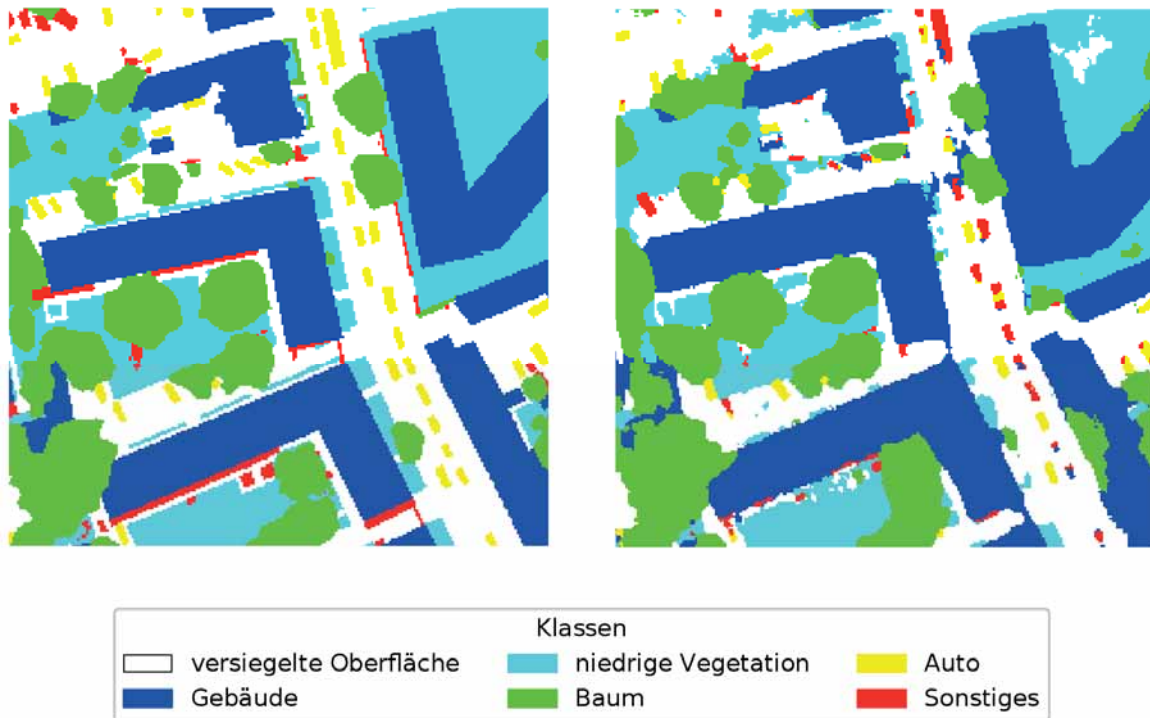 Klassen
versiegelte Oberfläche niedrige Vegetation Auto
Gebäude Baum Sonstiges